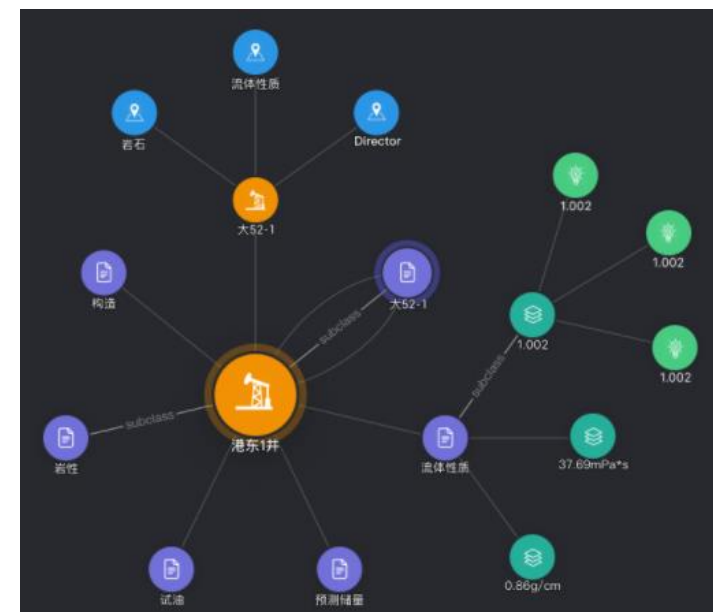 流体性质
岩石
Director
大52-1
1.002
1.002
构造
大52-1
subclass
1.002
1.002
subclass
subclass
港东1井
岩性
流体性质
37.69mPa*s
试油
预测储量
0.86g/cm